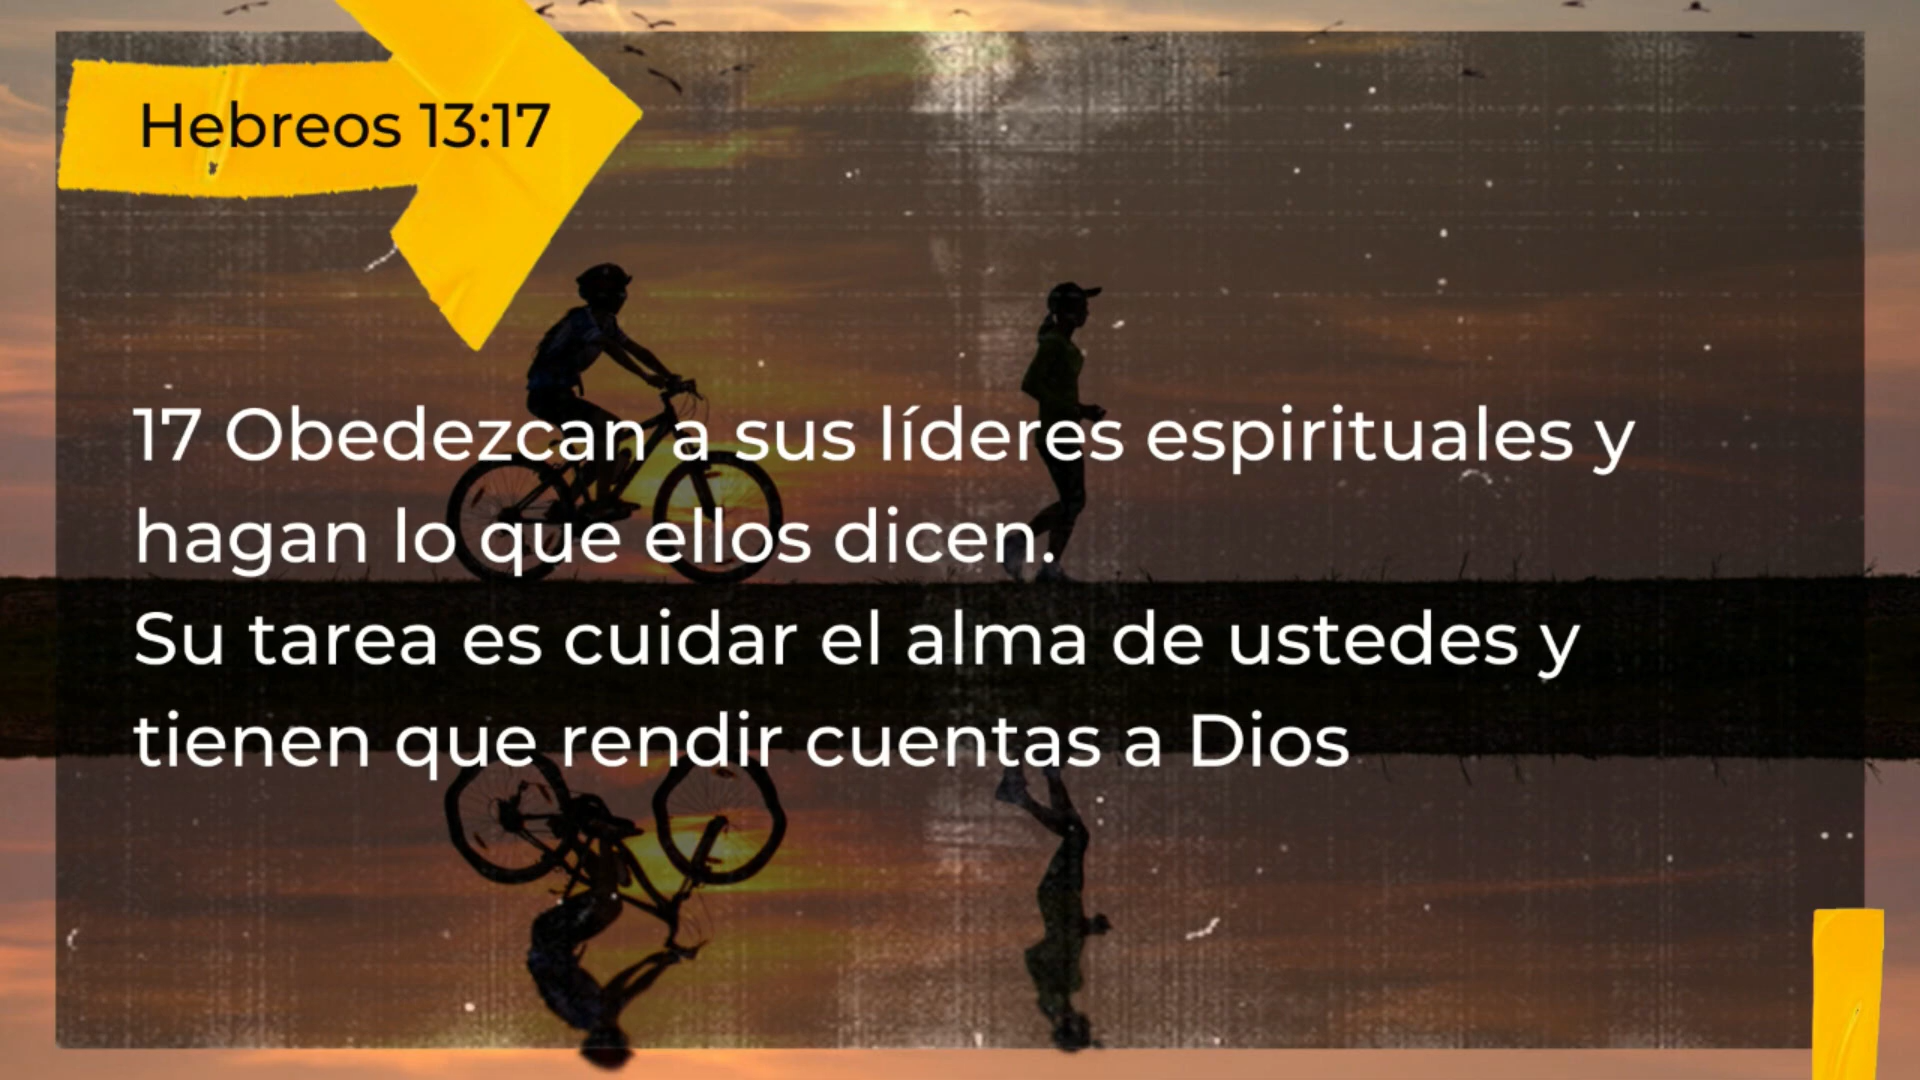 Hebreos 13:17
17 Obedezcan a sus líderes espirituales y
hagan lo que ellos dicen.
Su tarea es cuidar el alma de ustedes y
tienen que rendir cuentas a Dios